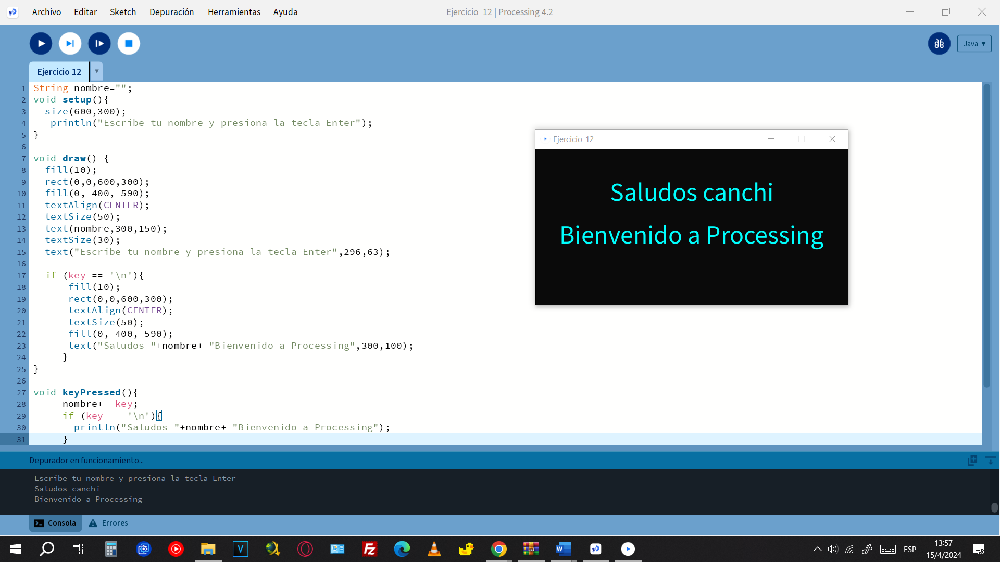 Archivo Editar Sketch Depuración Herramientas Ayuda
Ejercicio_12 | Processing 4.2
Java ▾
Ejercicio 12 ▾
1 String nombre="";
2 void setup(){
3 size(600,300);
4 println("Escribe tu nombre y presiona la tecla Enter");
5 }
6
7 void draw() {
8 fill(10);
9 rect(0,0,600,300);
10 fill(0, 400, 590);
11 textAlign(CENTER);
12 textSize(50);
13 text(nombre,300,150);
14 textSize(30);
15 text("Escribe tu nombre y presiona la tecla Enter",296,63);
16
17 if (key == '\n'){
18 fill(10);
19 rect(0,0,600,300);
20 textAlign(CENTER);
21 textSize(50);
22 fill(0, 400, 590);
23 text("Saludos "+nombre+ "Bienvenido a Processing",300,100);
24 }
25 }
26
27 void keyPressed(){
28 nombre+= key;
29 if (key == '\n'){
30 println("Saludos "+nombre+ "Bienvenido a Processing");
31 }
Ejercicio_12
Saludos canchi
Bienvenido a Processing
Depurador en funcionamiento...
Escribe tu nombre y presiona la tecla Enter
Saludos canchi
Bienvenido a Processing
Consola Errores
ESP
13:57
15/4/2024